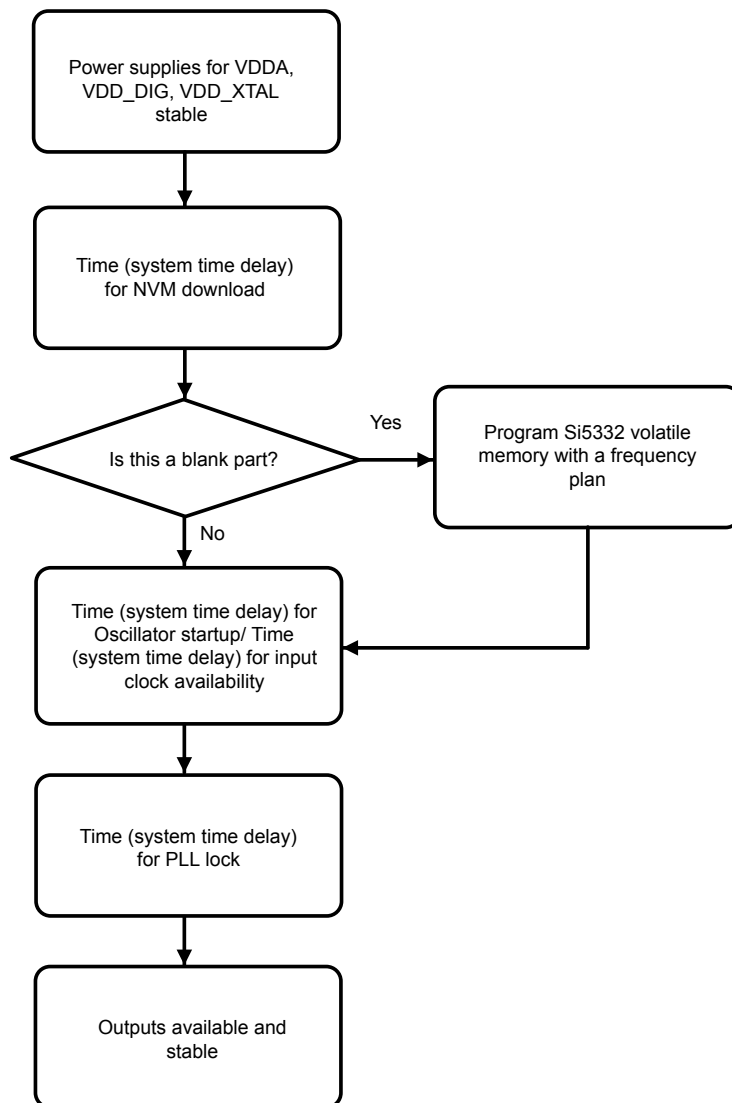 Power supplies for VDDA,
VDD_DIG, VDD_XTAL
stable
Time (system time delay)
for NVM download
Is this a blank part?
Yes
Program Si5332 volatile
memory with a frequency
plan
No
Time (system time delay) for
Oscillator startup/ Time
(system time delay) for input
clock availability
Time (system time delay)
for PLL lock
Outputs available and
stable